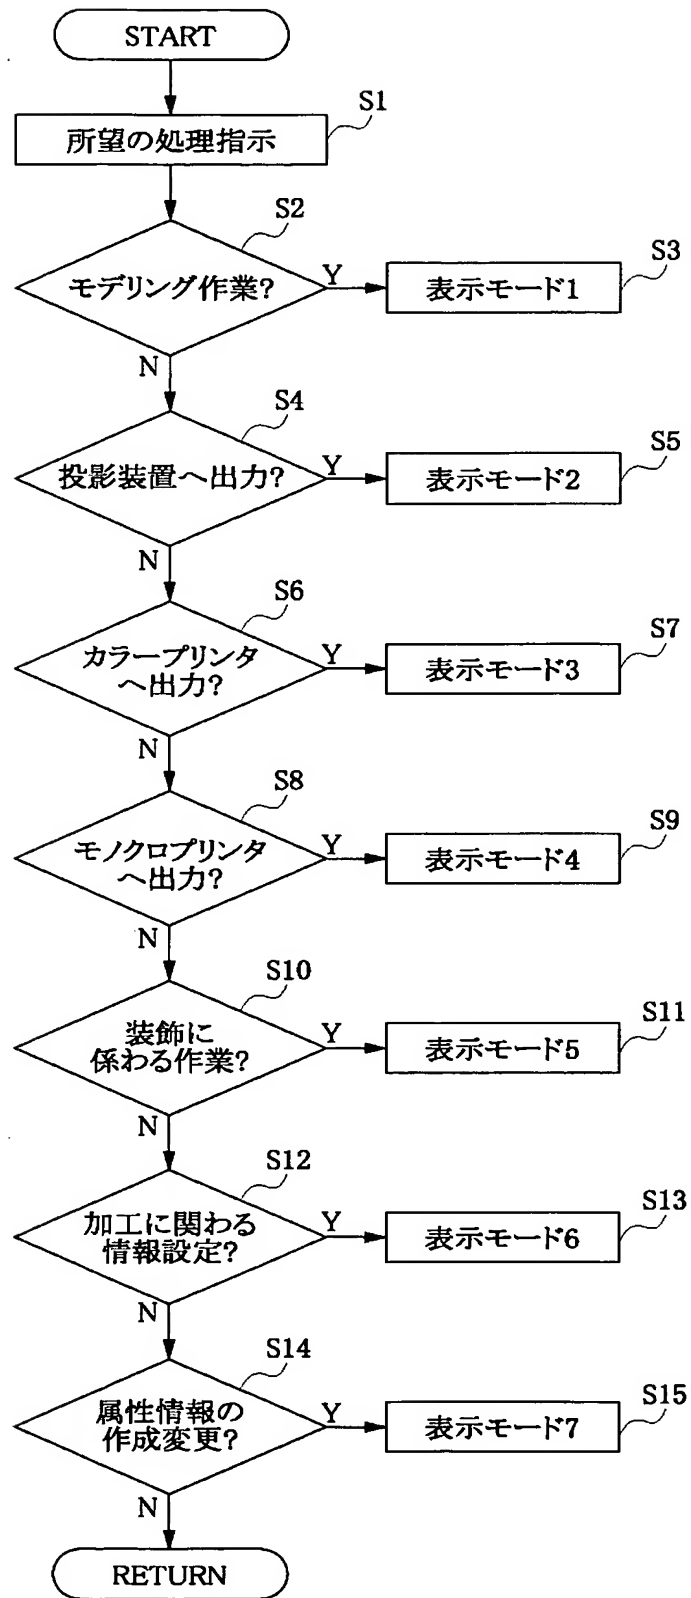 START
S1
所望の処理指示
S2
モデリング作業?
Y
S3
表示モード1
N
S4
投影装置へ出力?
Y
S5
表示モード2
N
S6
カラープリンタ
へ出力?
Y
S7
表示モード3
N
S8
モノクロプリンタ
へ出力?
Y
S9
表示モード4
N
S10
装飾に
係わる作業?
Y
S11
表示モード5
N
S12
加工に関わる
情報設定?
Y
S13
表示モード6
N
S14
属性情報の
作成変更?
Y
S15
表示モード7
N
RETURN